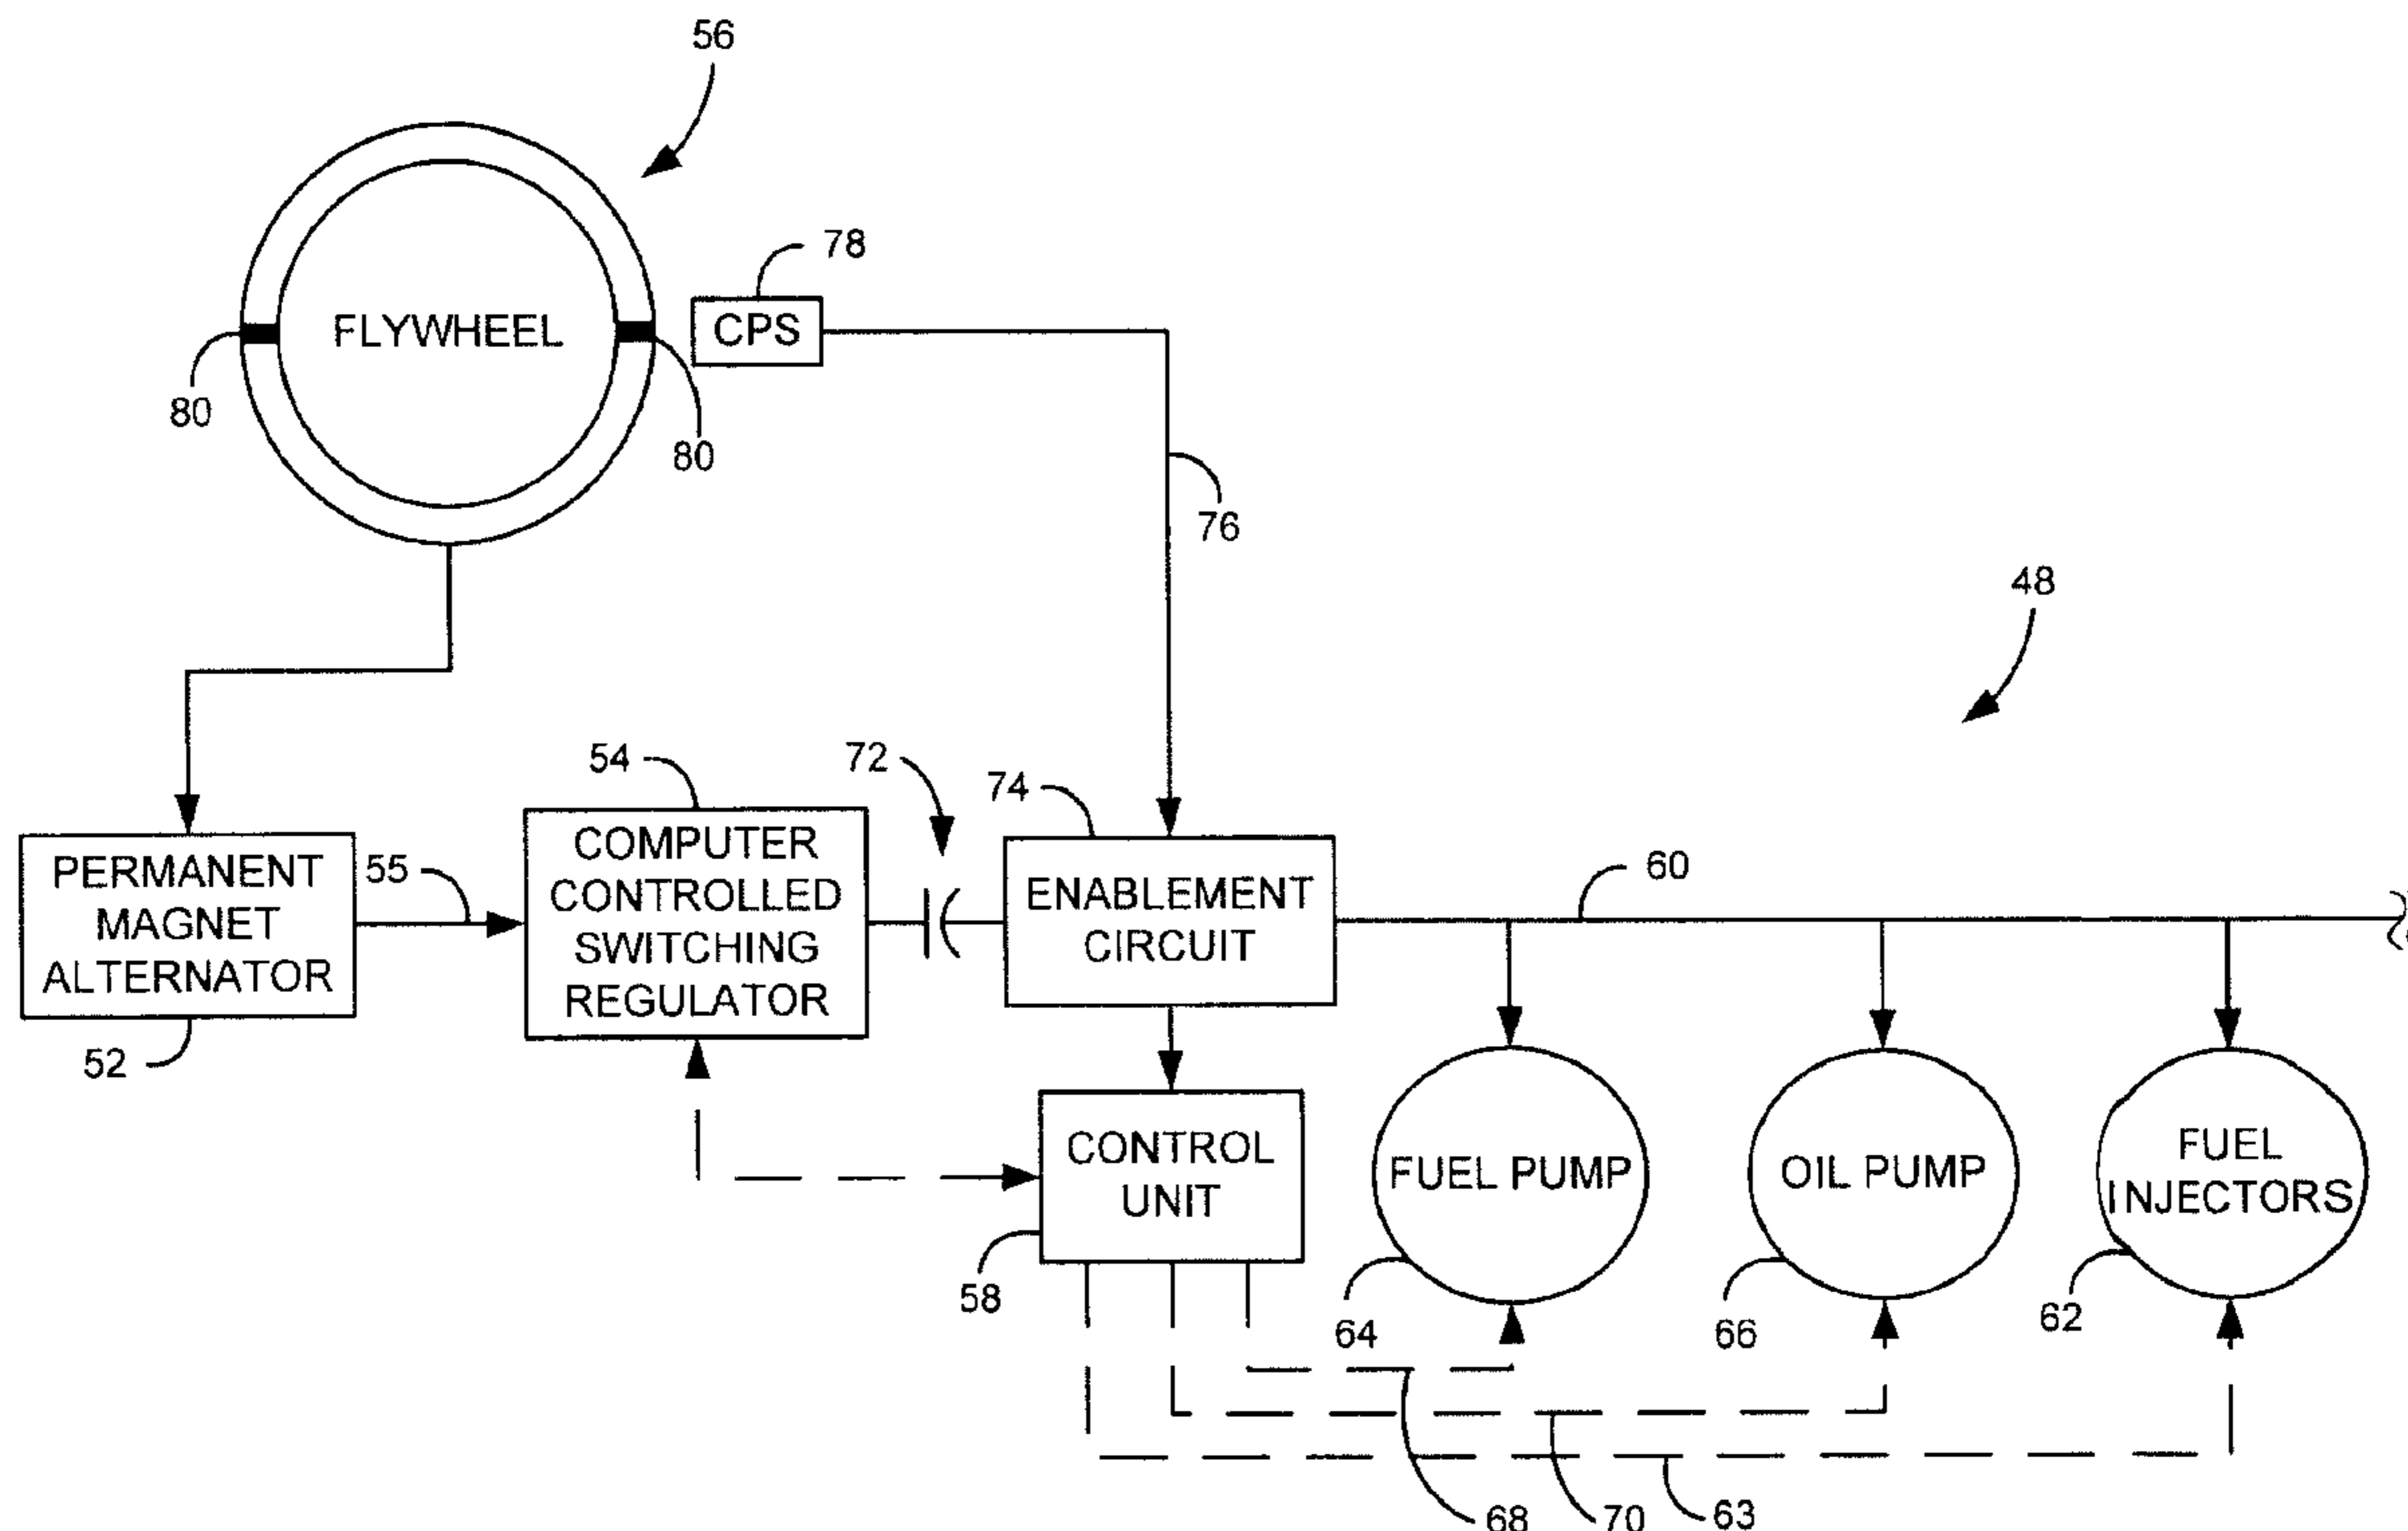 56
78
FLYWHEEL
CPS
80
80
76
48
54
72
74
PERMANENT
MAGNET
ALTERNATOR
55
COMPUTER
CONTROLLED
SWITCHING
REGULATOR
ENABLEMENT
CIRCUIT
60
52
CONTROL
UNIT
FUEL PUMP
OIL PUMP
FUEL
INJECTORS
58
64
66
62
68
70
63